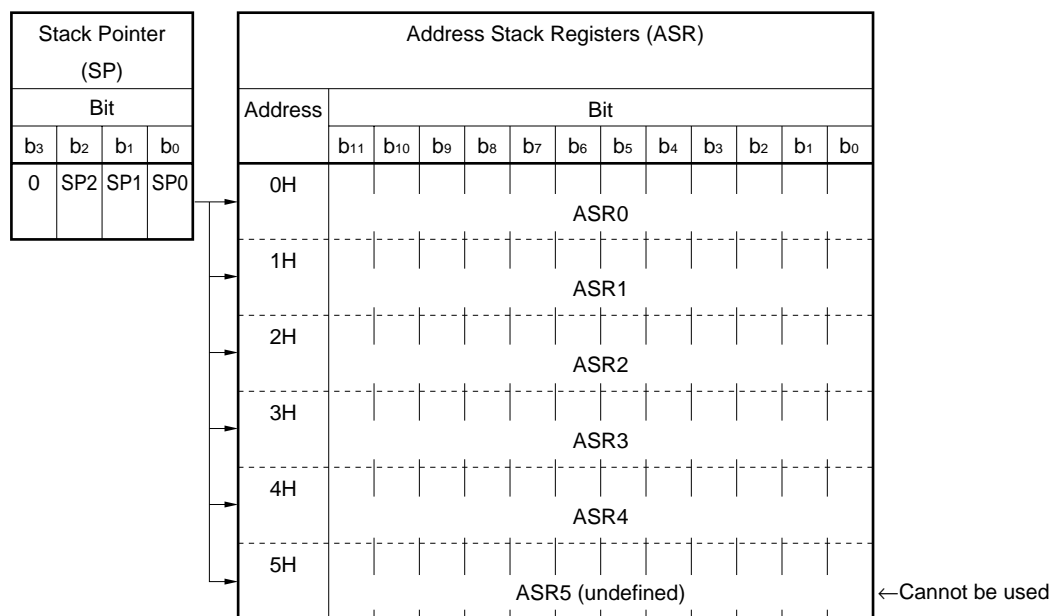 Stack Pointer
(SP)
Bit
b3 b2 b1 b0
0 SP2 SP1 SP0
Address Stack Registers (ASR)
Address Bit
b11 b10 b9 b8 b7 b6 b5 b4 b3 b2 b1 b0
0H
ASR0
1H
ASR1
2H
ASR2
3H
ASR3
4H
ASR4
5H
ASR5 (undefined)
←Cannot be used